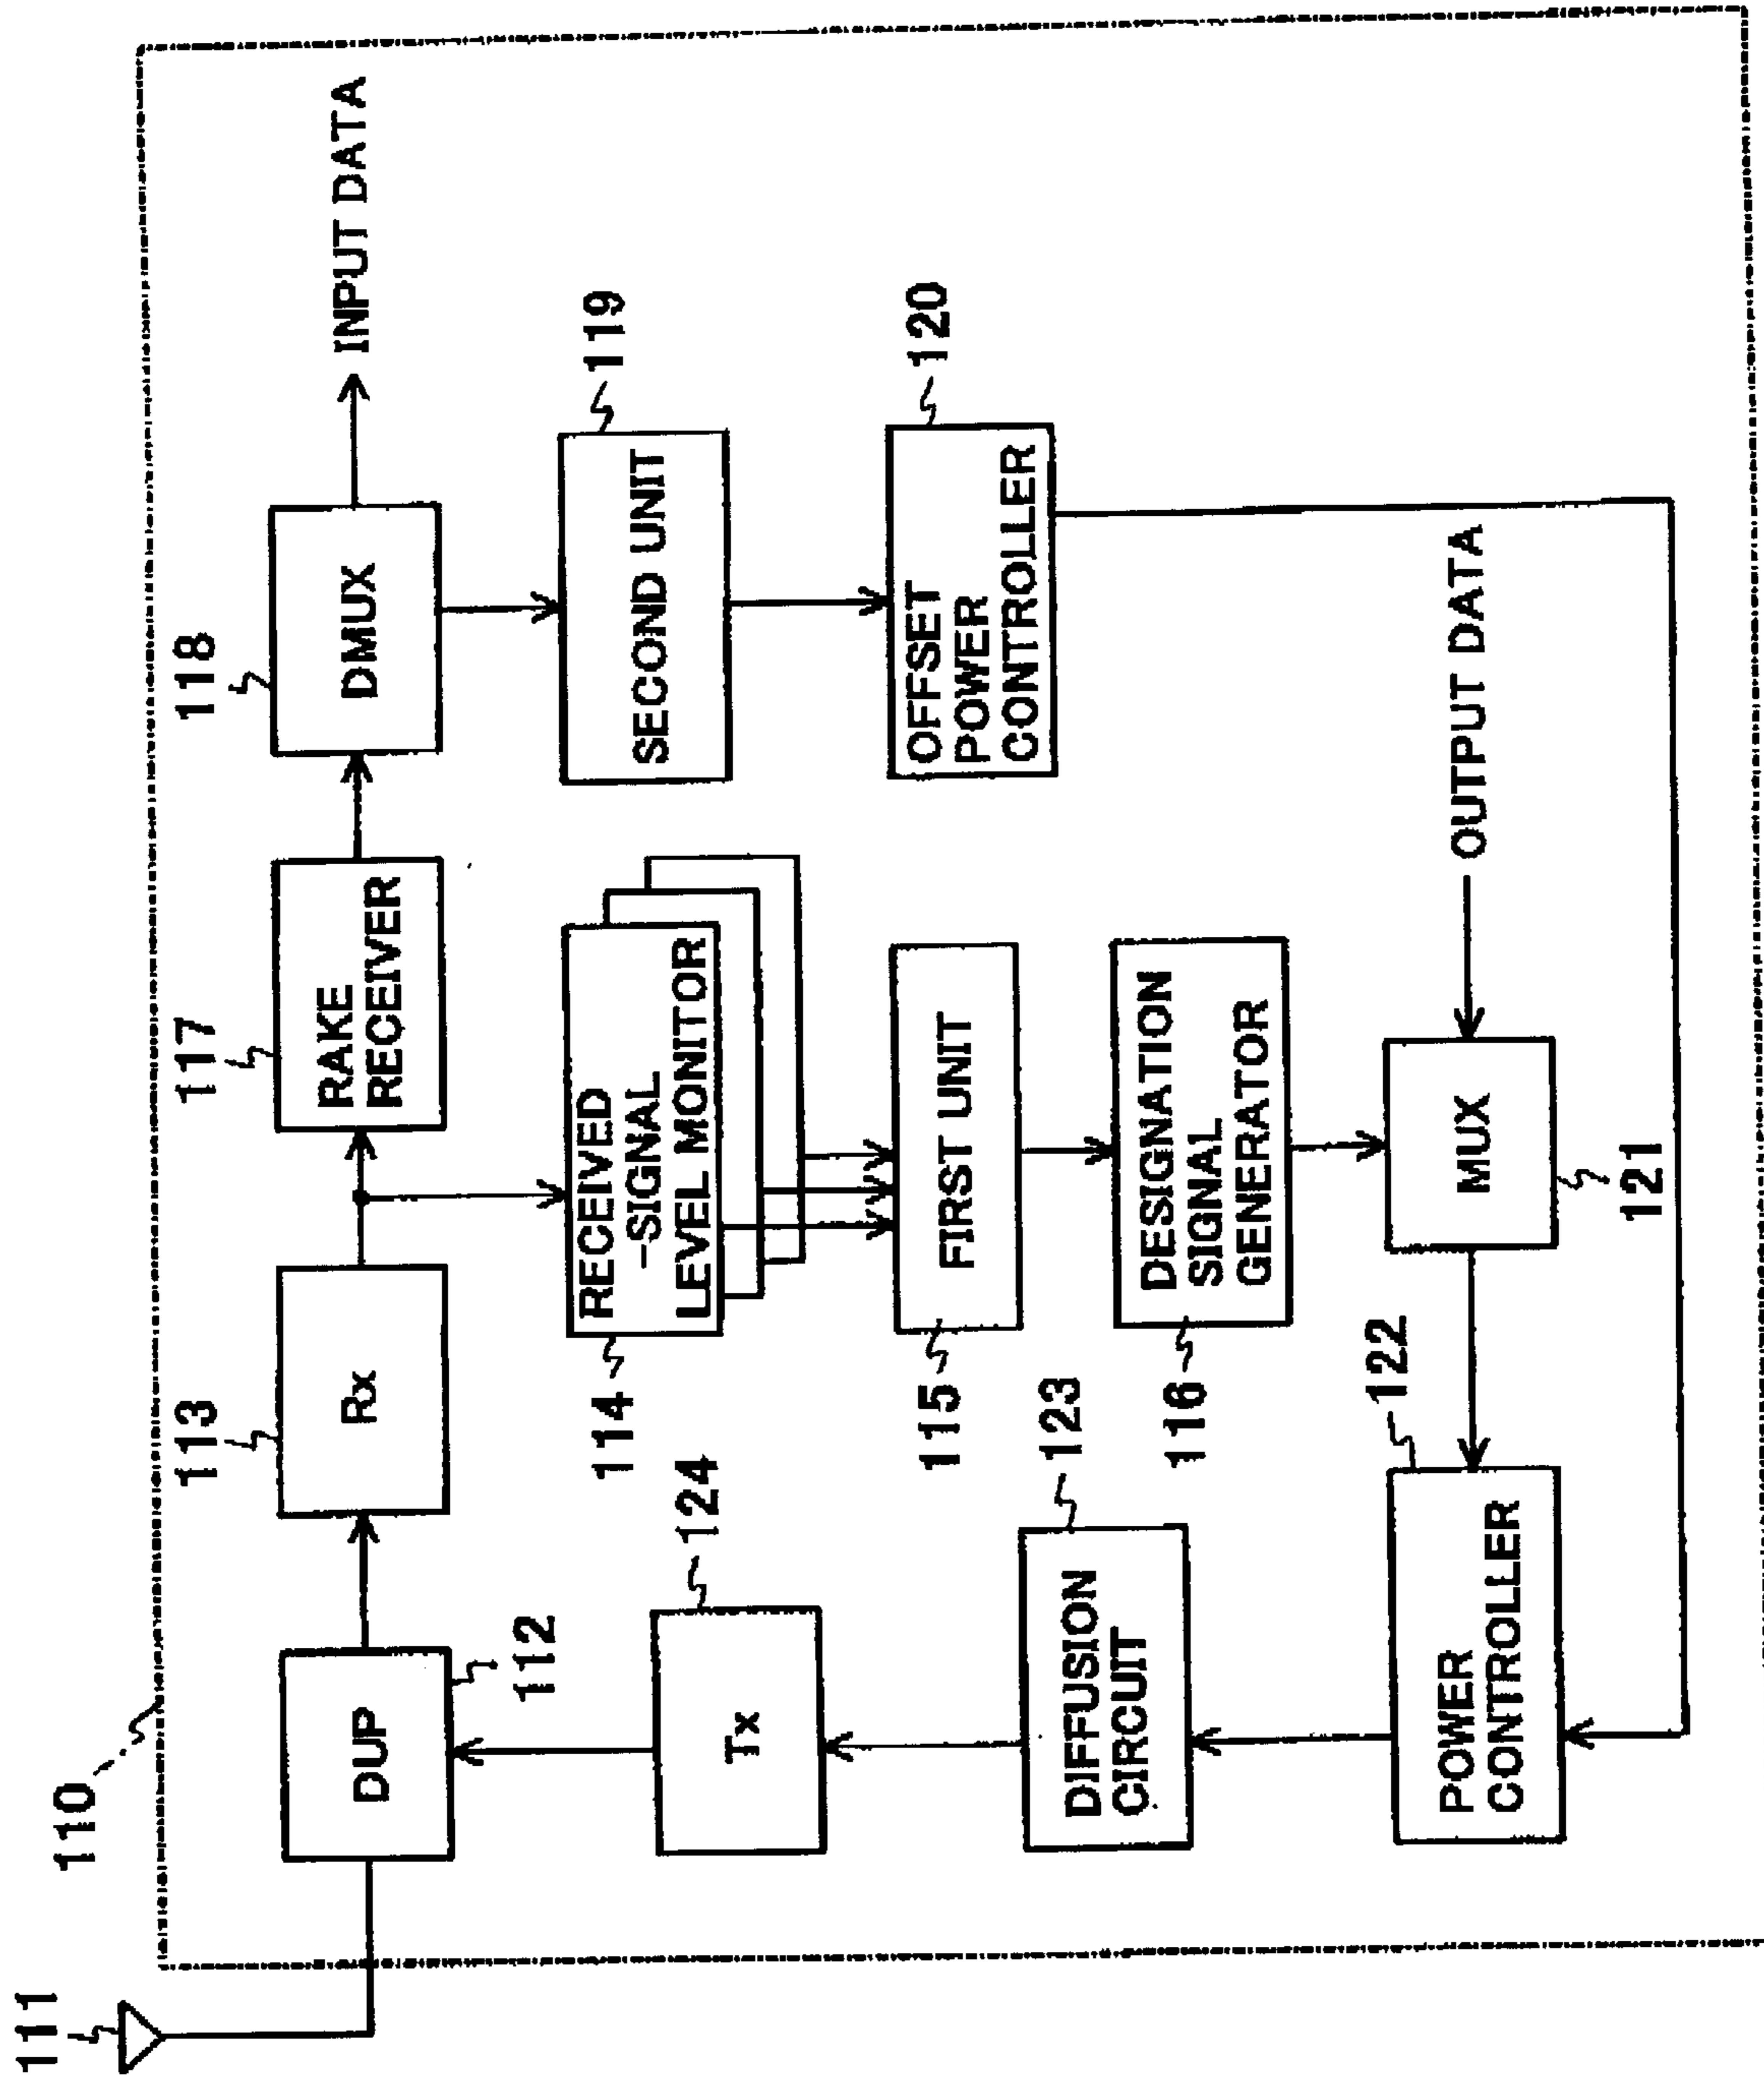 110
111
DUP
112
Rx
113
RAKE
RECEIVER
117
DMUX
118
INPUT DATA
RECEIVED
-SIGNAL
LEVEL MONITOR
114
SECOND UNIT
119
Tx
124
FIRST UNIT
115
OFFSET
POWER
CONTROLLER
120
DIFFUSION
CIRCUIT
123
DESIGNATION
SIGNAL
GENERATOR
116
POWER
CONTROLLER
122
MUX
121
OUTPUT DATA